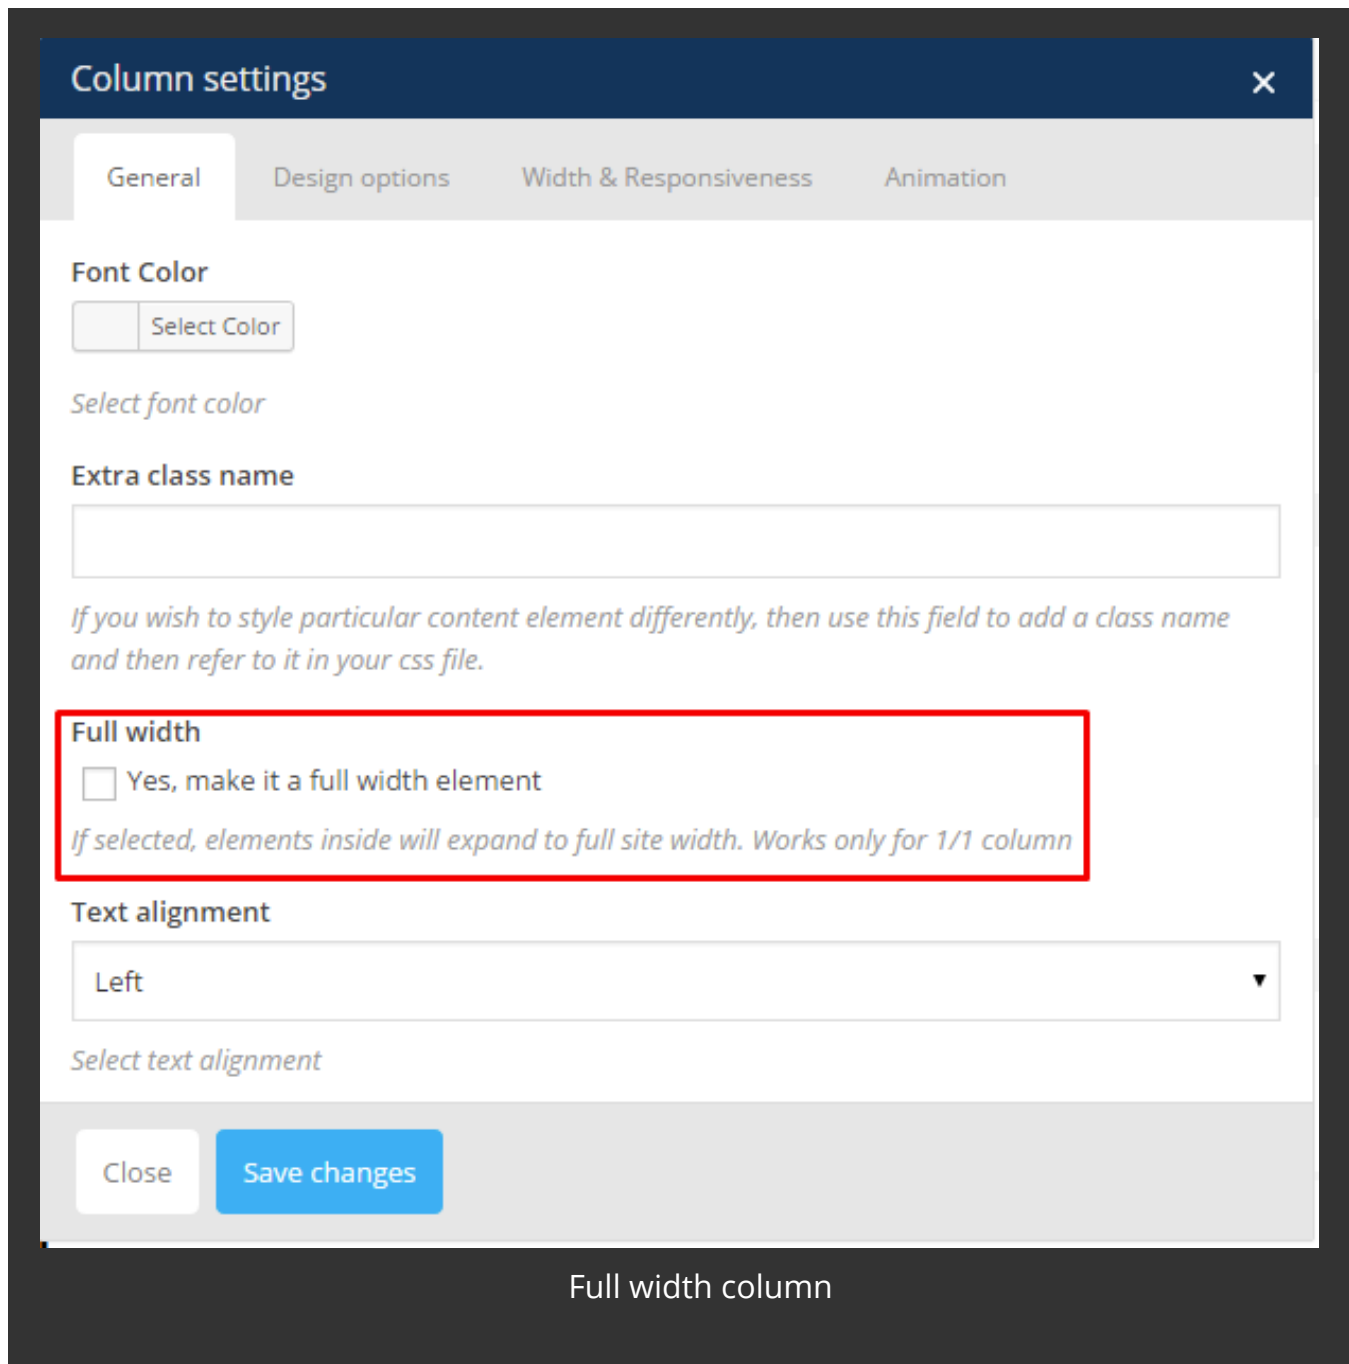 Column settings
General Design options Width & Responsiveness Animation
Font Color
Select Color
Select font color
Extra class name
If you wish to style particular content element differently, then use this field to add a class name
and then refer to it in your css file.
Full width
Yes, make it a full width element
If selected, elements inside will expand to full site width. Works only for 1/1 column
Text alignment
Left
Select text alignment
Close Save changes
Full width column